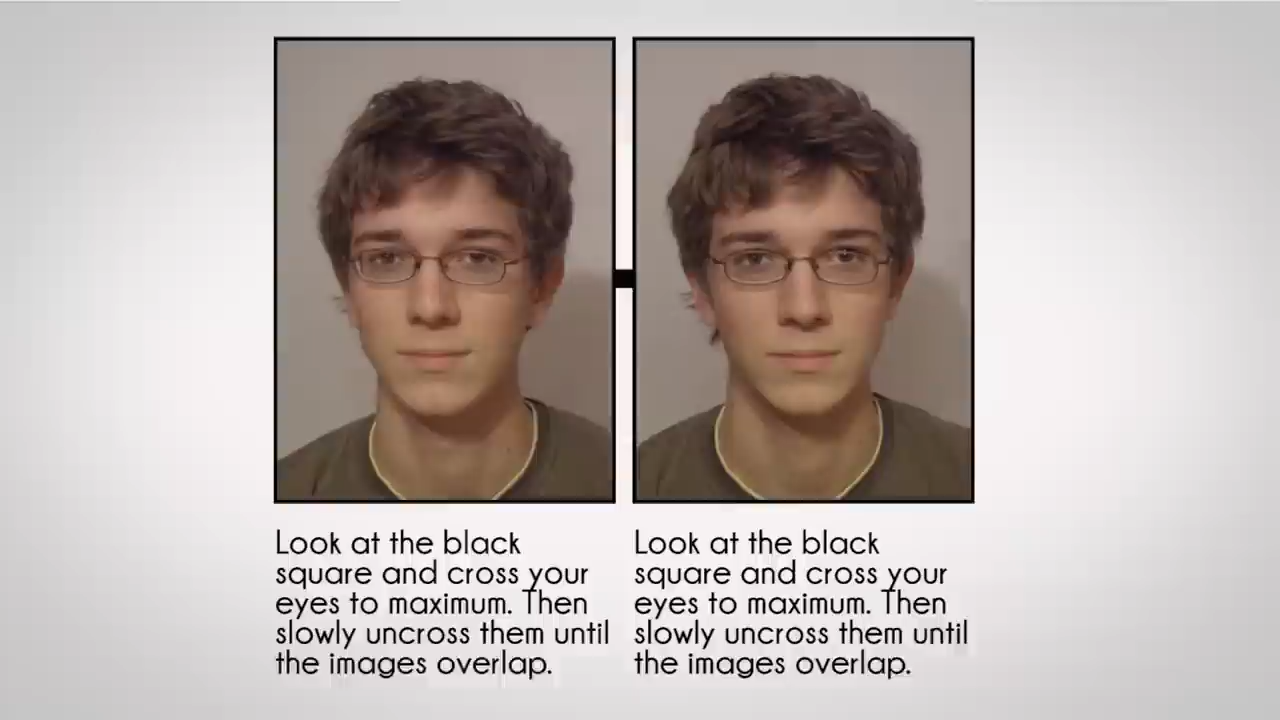 Look at the black
square and cross your
eyes to maximum. Then
slowly uncross them until
the images overlap.
Look at the black
square and cross your
eyes to maximum. Then
slowly uncross them until
the images overlap.